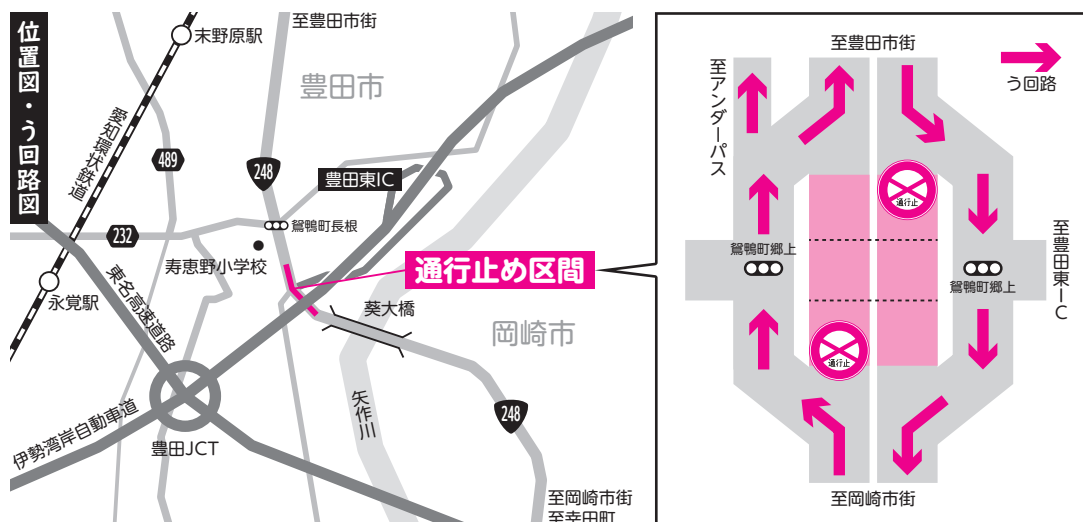 位置図・う回路図
末野原駅
至豊田市街
豊田市
愛知環状鉄道
489
248
豊田東IC
232
鴛鴨町長根
寿恵野小学校
通行止め区間
永覚駅
東名高速道路
葵大橋
岡崎市
矢作川
248
伊勢湾岸自動車道
豊田JCT
至岡崎市街
至幸田町
至豊田市街
う回路
至アンダーパス
通行止
鴛鴨町郷上
鴛鴨町郷上
至豊田東IC
通行止
至岡崎市街